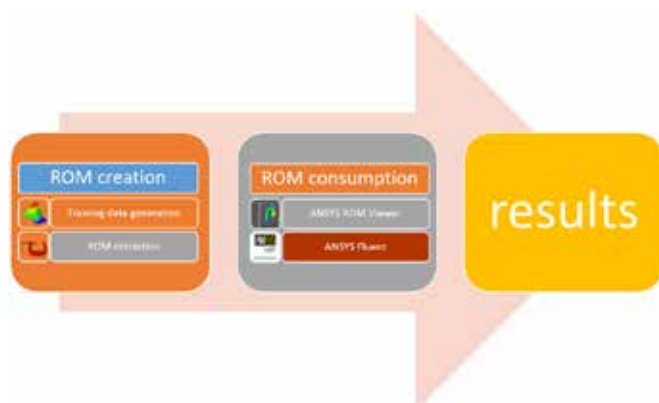 ROM creation
Training data generation
ROM extraction
ROM consumption
ANSYS ROM Viewer
ANSYS Fluent
results